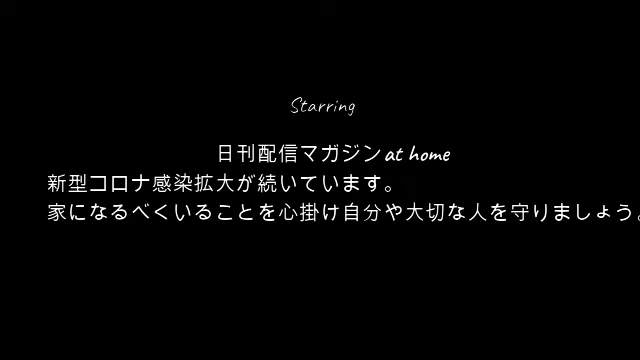 Starring
日刊配信マガジンat home
新型コロナ感染拡大が続いています。
家になるべくいることを心掛け自分や大切な人を守りましょう。